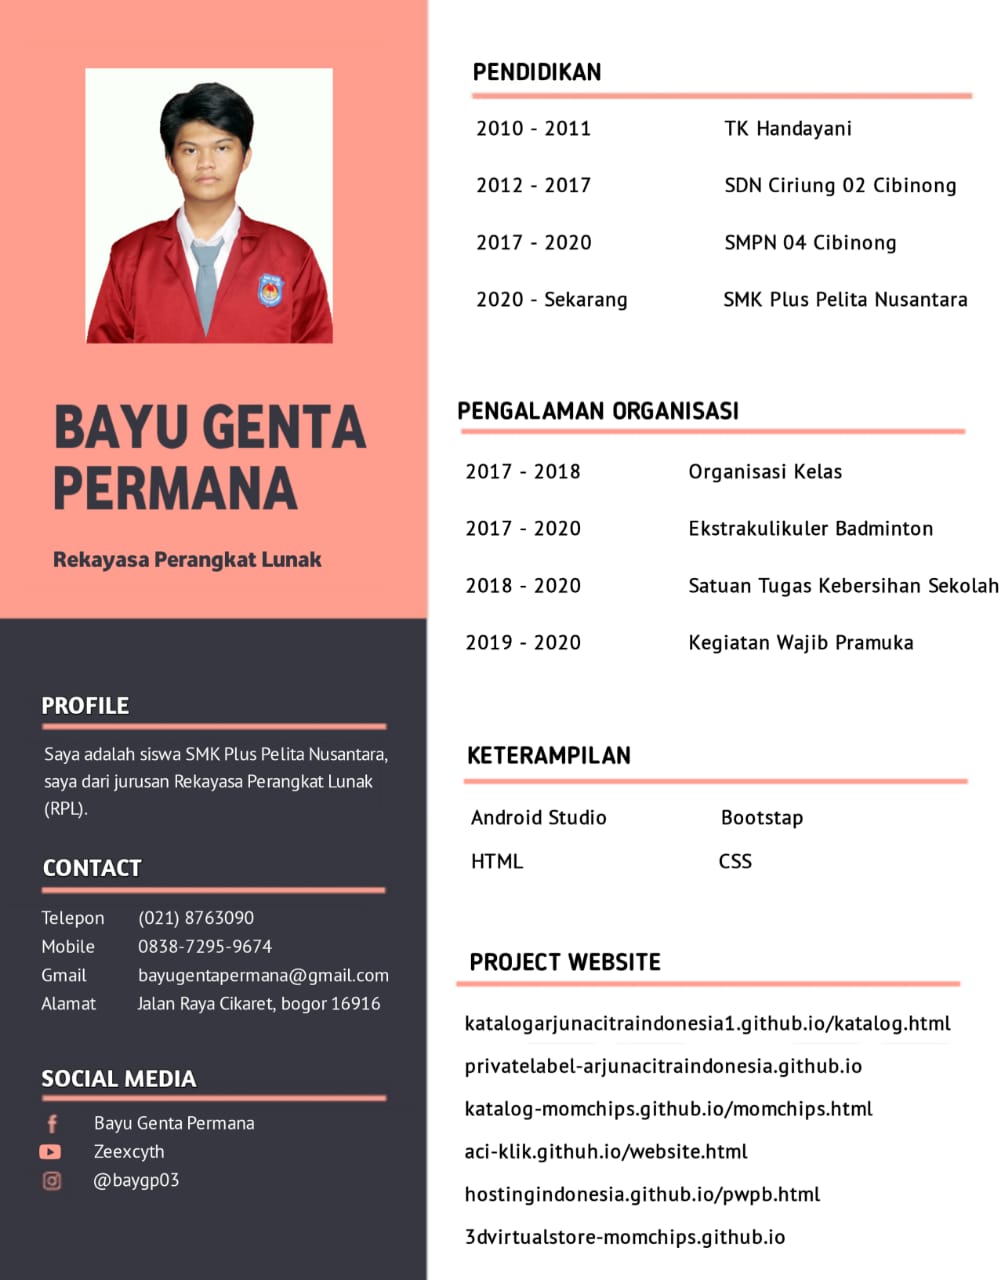 BAYU GENTA
PERMANA
Rekayasa Perangkat Lunak
PROFILE
Saya adalah siswa SMK Plus Pelita Nusantara,
saya dari jurusan Rekayasa Perangkat Lunak
(RPL).
CONTACT
Telepon (021) 8763090
Mobile 0838-7295-9674
Gmail bayugentapermana@gmail.com
Alamat Jalan Raya Cikaret, bogor 16916
SOCIAL MEDIA
Bayu Genta Permana
Zeexcyth
@baygp03
PENDIDIKAN
2010 - 2011 TK Handayani
2012 - 2017 SDN Ciriung 02 Cibinong
2017 - 2020 SMPN 04 Cibinong
2020 - Sekarang SMK Plus Pelita Nusantara
PENGALAMAN ORGANISASI
2017 - 2018 Organisasi Kelas
2017 - 2020 Ekstrakulikuler Badminton
2018 - 2020 Satuan Tugas Kebersihan Sekolah
2019 - 2020 Kegiatan Wajib Pramuka
KETERAMPILAN
Android Studio Bootstap
HTML CSS
PROJECT WEBSITE
katalogarjunacitraindonesia1.github.io/katalog.html
privatelabel-arjunacitraindonesia.github.io
katalog-momchips.github.io/momchips.html
aci-klik.githuh.io/website.html
hostingindonesia.github.io/pwpb.html
3dvirtualstore-momchips.github.io